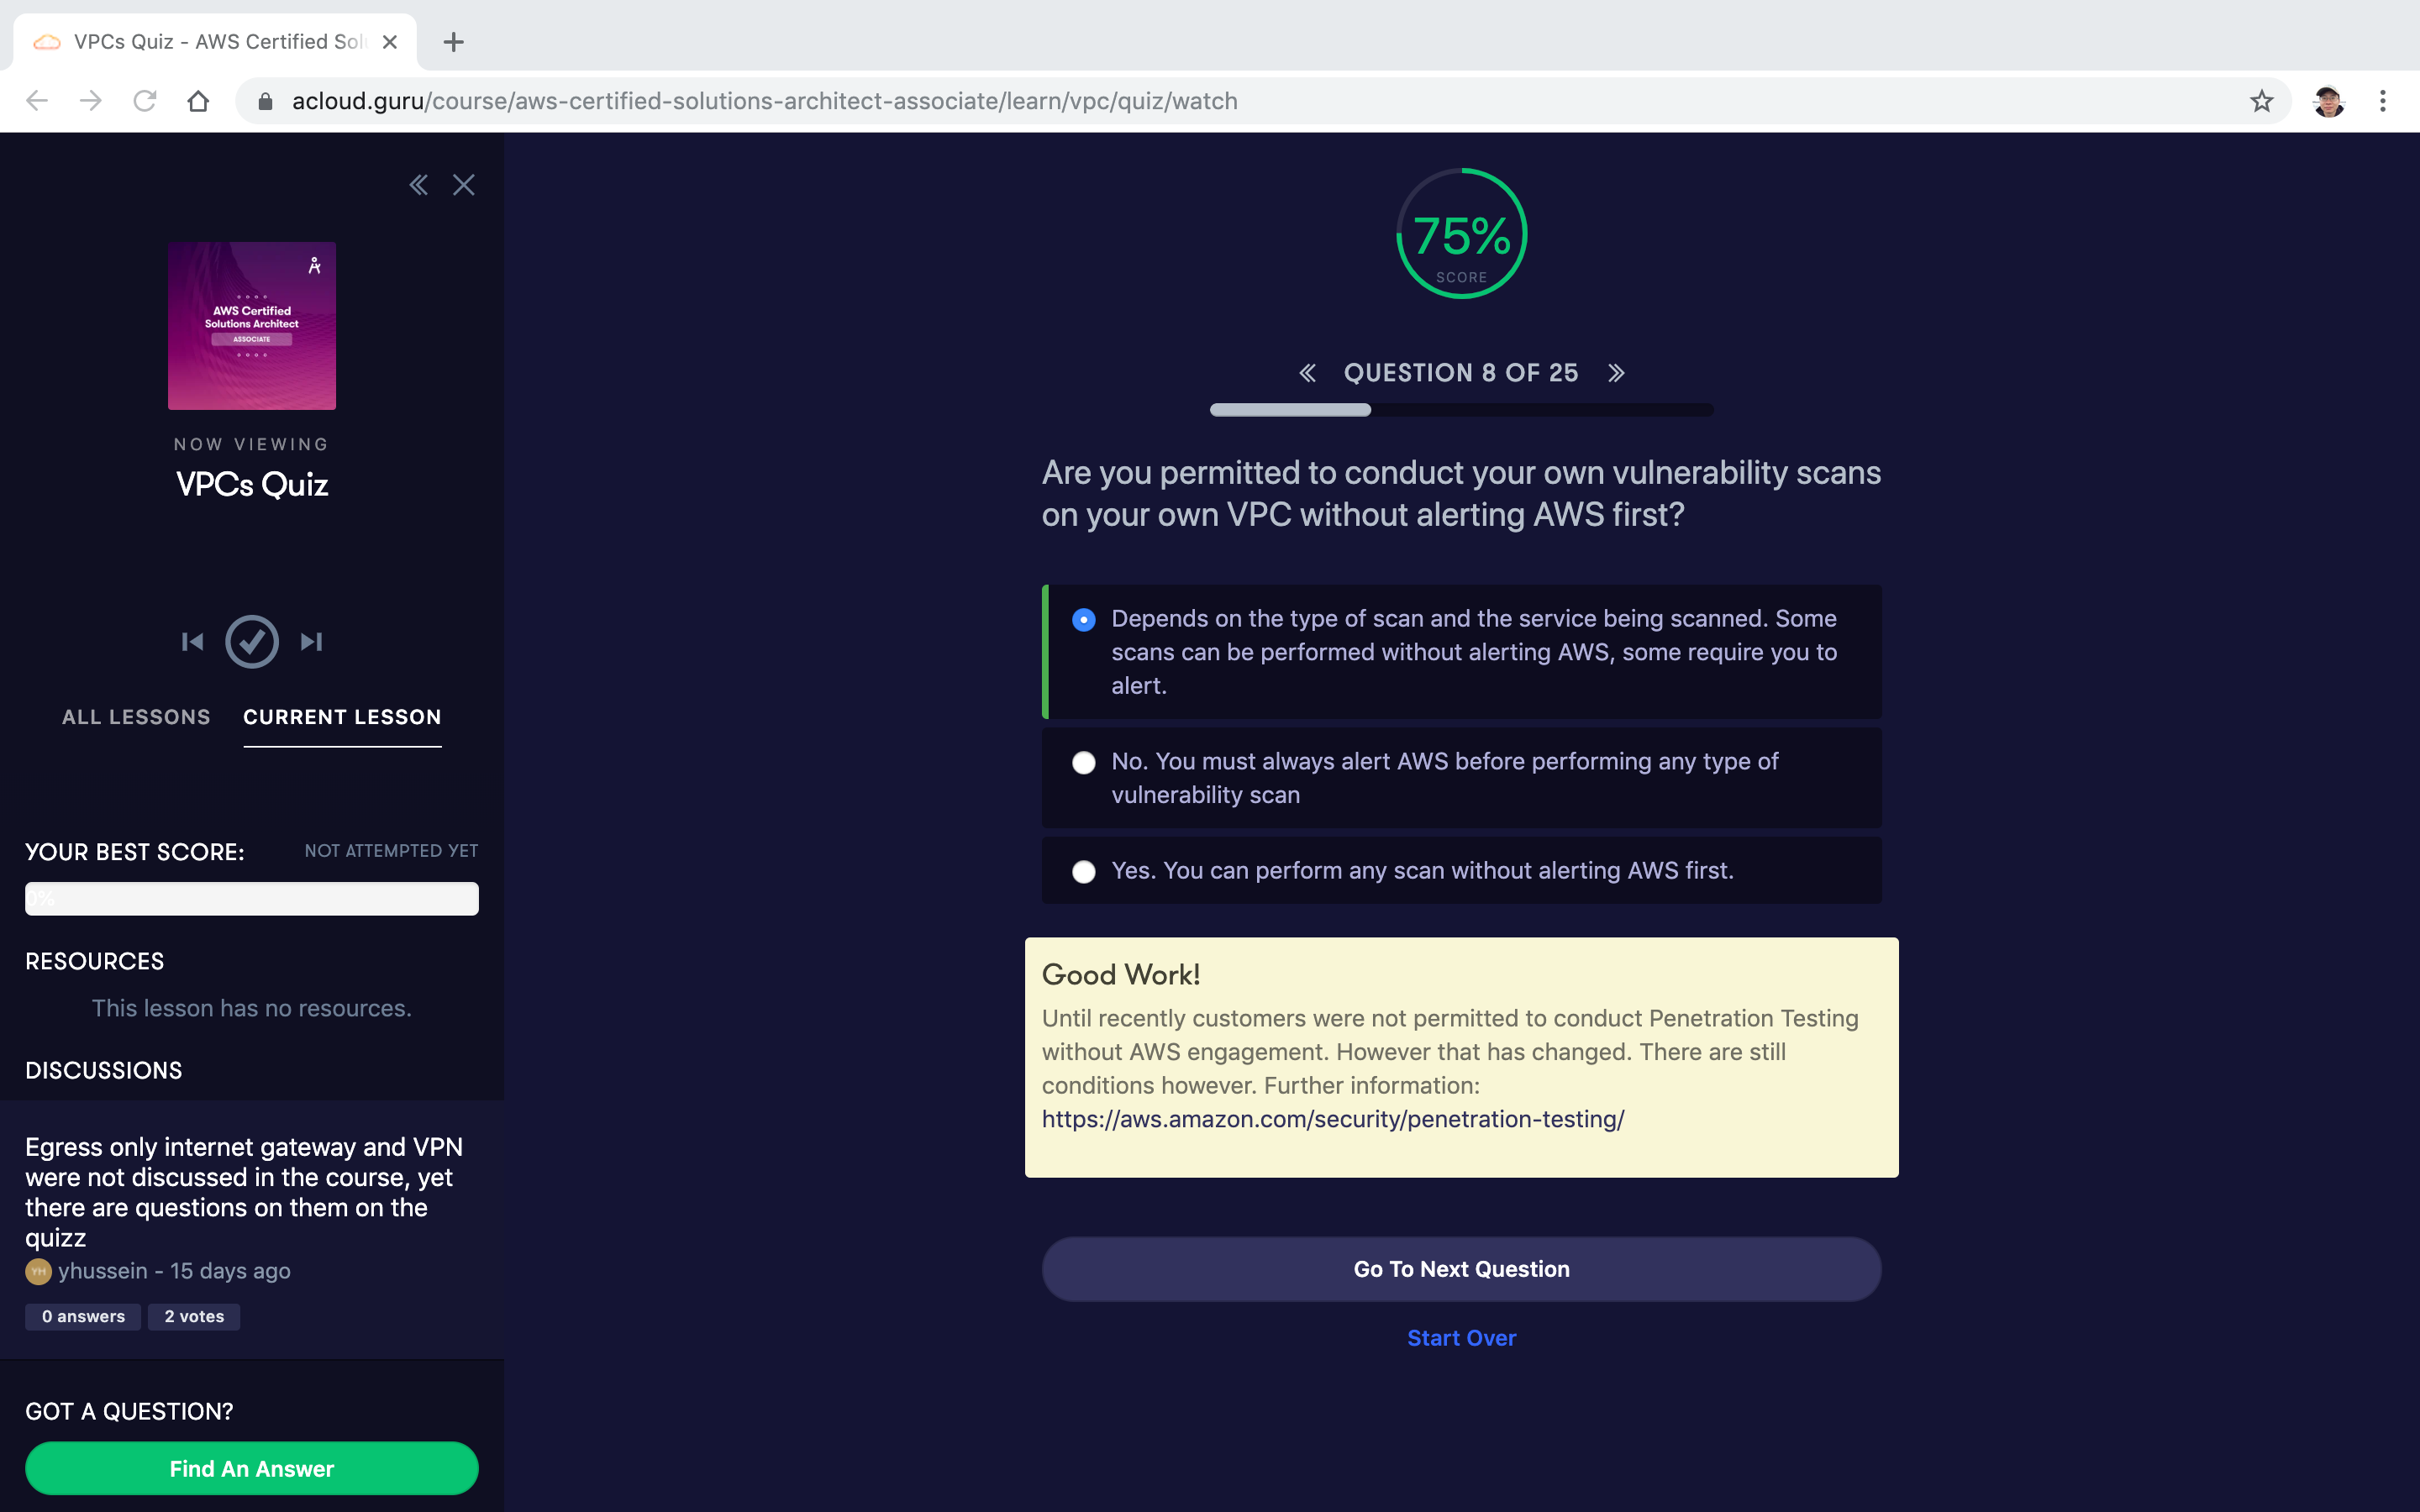 VPCs Quiz - AWS Certified Sol
acloud.guru/course/aws-certified-solutions-architect-associate/learn/vpc/quiz/watch
AWS Certified
Solutions Architect
ASSOCIATE
NOW VIEWING
VPCs Quiz
ALL LESSONS
CURRENT LESSON
YOUR BEST SCORE:
NOT ATTEMPTED YET
0%
RESOURCES
This lesson has no resources.
DISCUSSIONS
Egress only internet gateway and VPN
were not discussed in the course, yet
there are questions on them on the
quizz
YH
yhussein - 15 days ago
0 answers
2 votes
GOT A QUESTION?
Find An Answer
75%
SCORE
QUESTION 8 OF 25
Are you permitted to conduct your own vulnerability scans
on your own VPC without alerting AWS first?
Depends on the type of scan and the service being scanned. Some
scans can be performed without alerting AWS, some require you to
alert.
No. You must always alert AWS before performing any type of
vulnerability scan
Yes. You can perform any scan without alerting AWS first.
Good Work!
Until recently customers were not permitted to conduct Penetration Testing
without AWS engagement. However that has changed. There are still
conditions however. Further information:
https://aws.amazon.com/security/penetration-testing/
Go To Next Question
Start Over